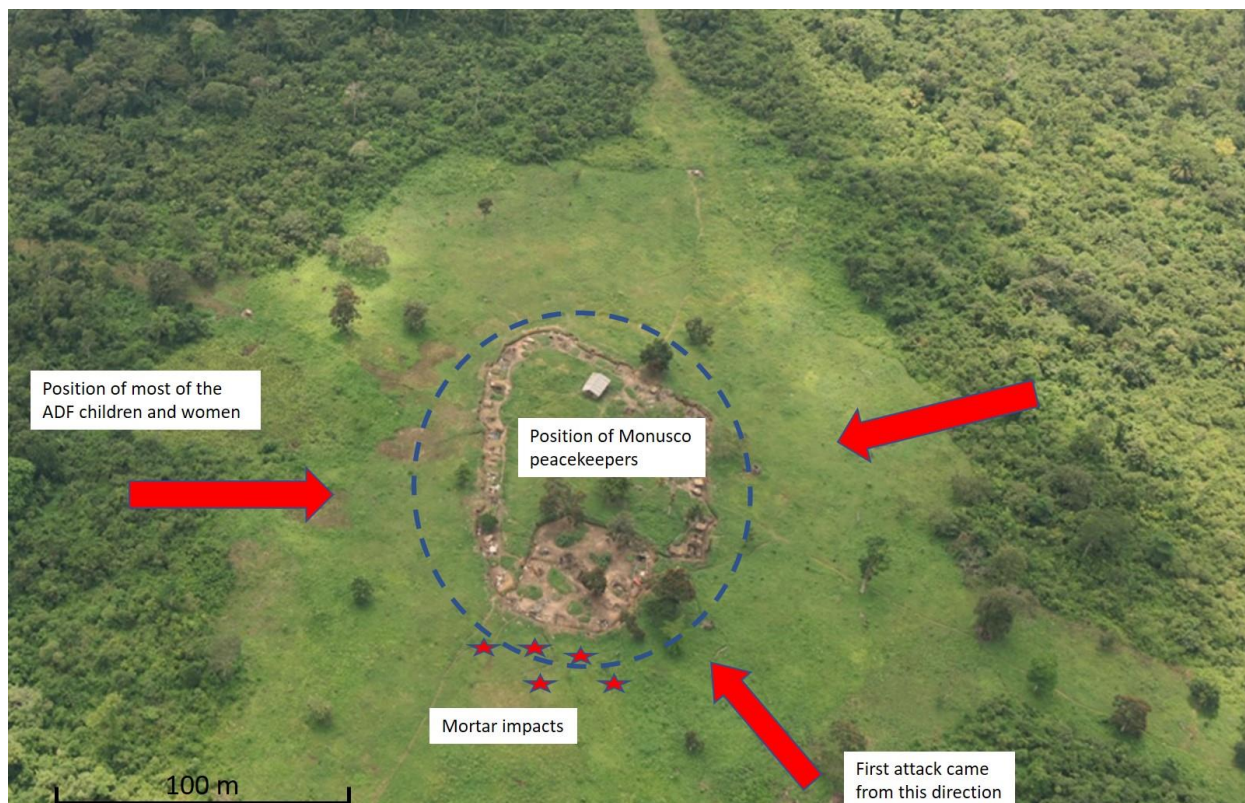 Position of most of the
ADF children and women
Position of Monusco
peacekeepers
Mortar impacts
100 m
First attack came
from this direction